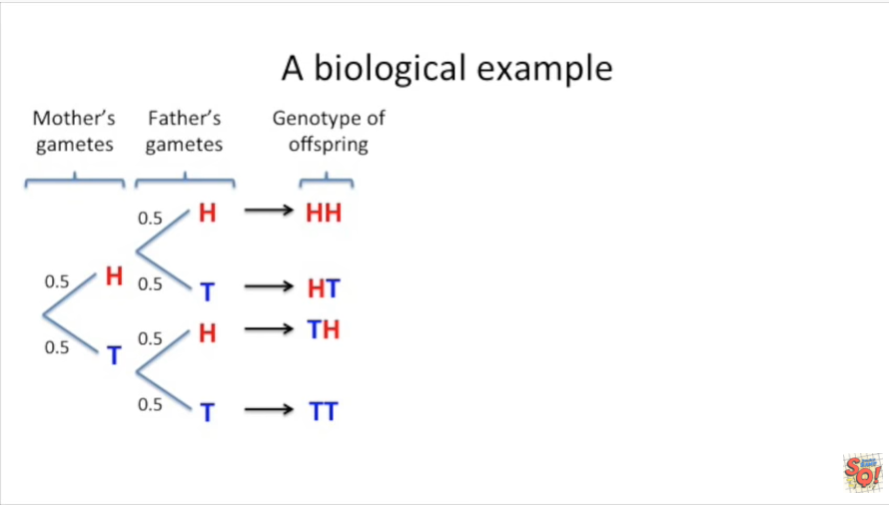 A biological example
Mother's Father's Genotype of
gametes gametes offspring
0.5 H HH
0.5 H 0.5 T HT
0.5 H TH
0.5 T
0.5 T TT
SO!